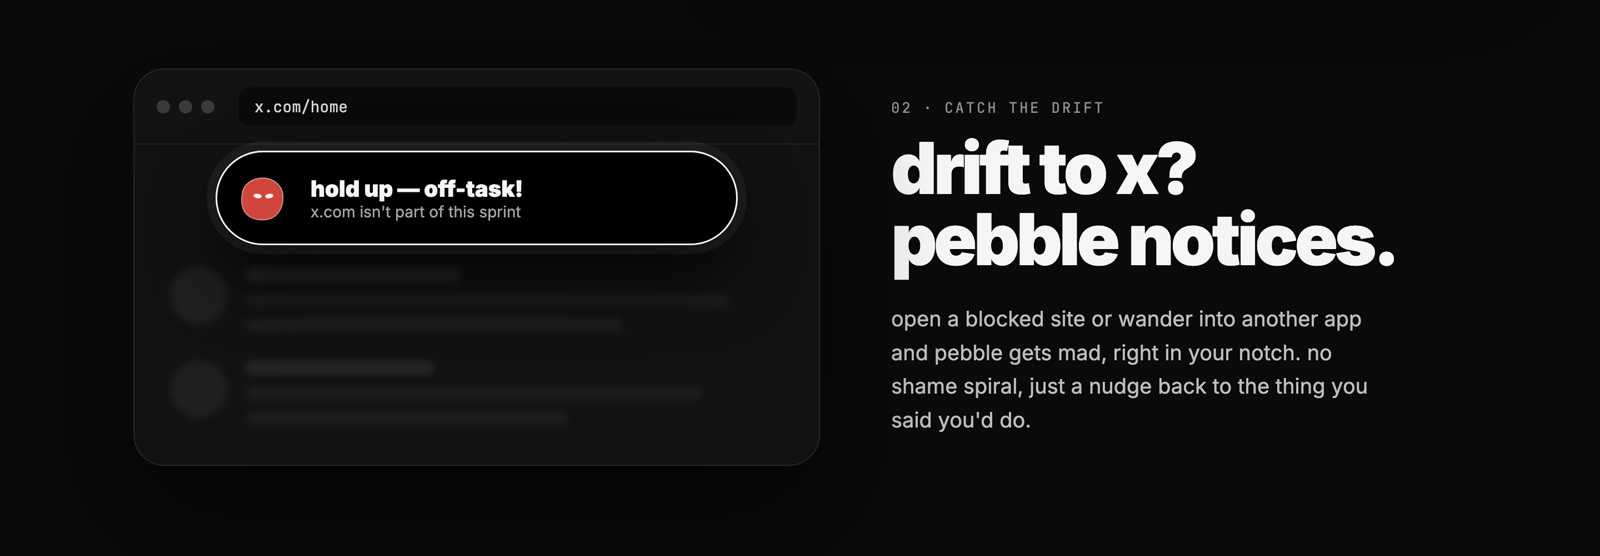 x.com/home
hold up — off-task!
x.com isn't part of this sprint
02 · CATCH THE DRIFT
drift to x?
pebble notices.
open a blocked site or wander into another app
and pebble gets mad, right in your notch. no
shame spiral, just a nudge back to the thing you
said you'd do.